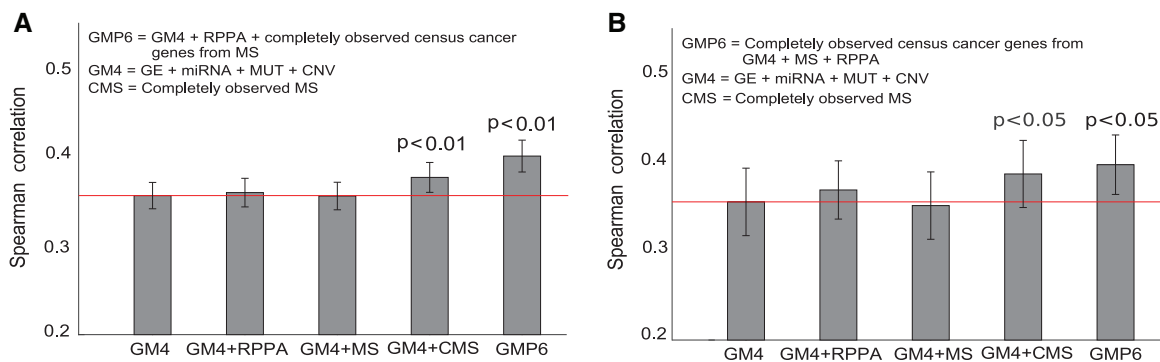 A
GMP6 = GM4 + RPPA + completely observed census cancer
genes from MS
GM4 = GE + miRNA + MUT + CNV
CMS = Completely observed MS
Spearman correlation
0.5
0.4
0.3
0.2
p<0.01
p<0.01
GM4 GM4+RPPA GM4+MS GM4+CMS GMP6
B
GMP6 = Completely observed census cancer genes from
GM4 + MS + RPPA
GM4 = GE + miRNA + MUT + CNV
CMS = Completely observed MS
Spearman correlation
0.5
0.4
0.3
0.2
p<0.05
p<0.05
GM4 GM4+RPPA GM4+MS GM4+CMS GMP6